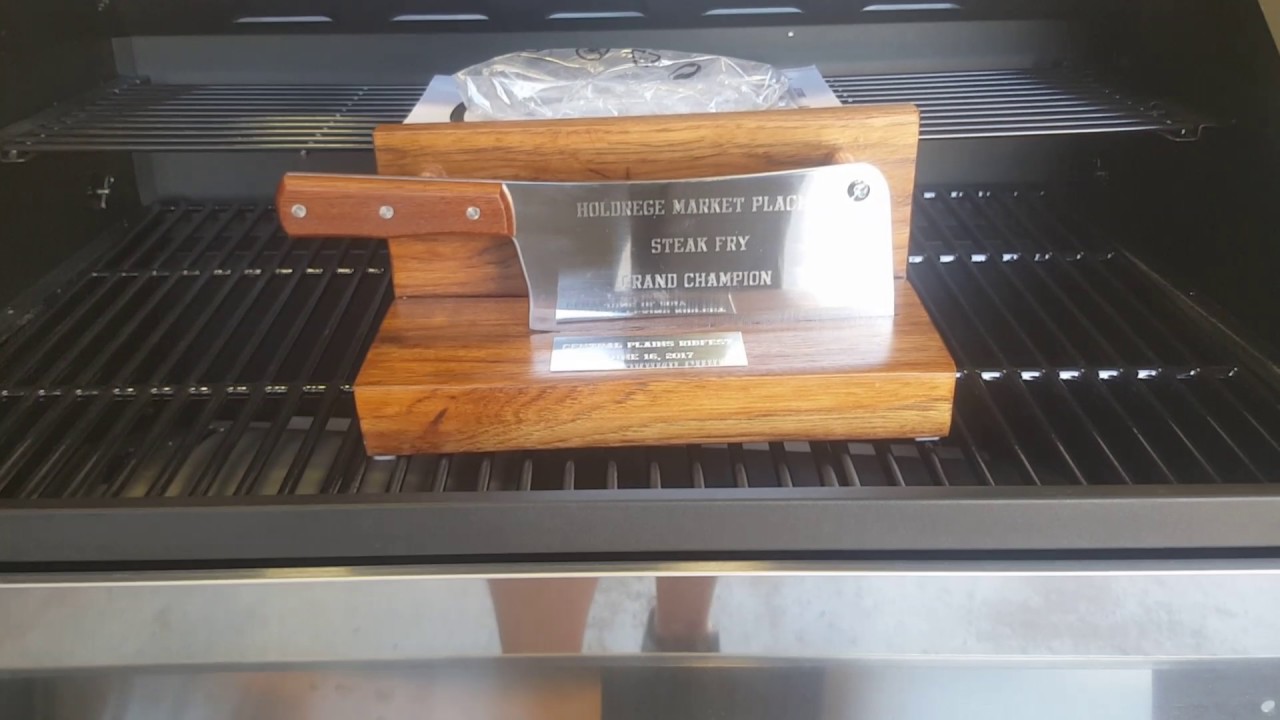 HOLDREGE MARKET PLACE
STEAK FRY
GRAND CHAMPION
CENTRAL PLAINS RIBFEST
JUNE 16, 2017